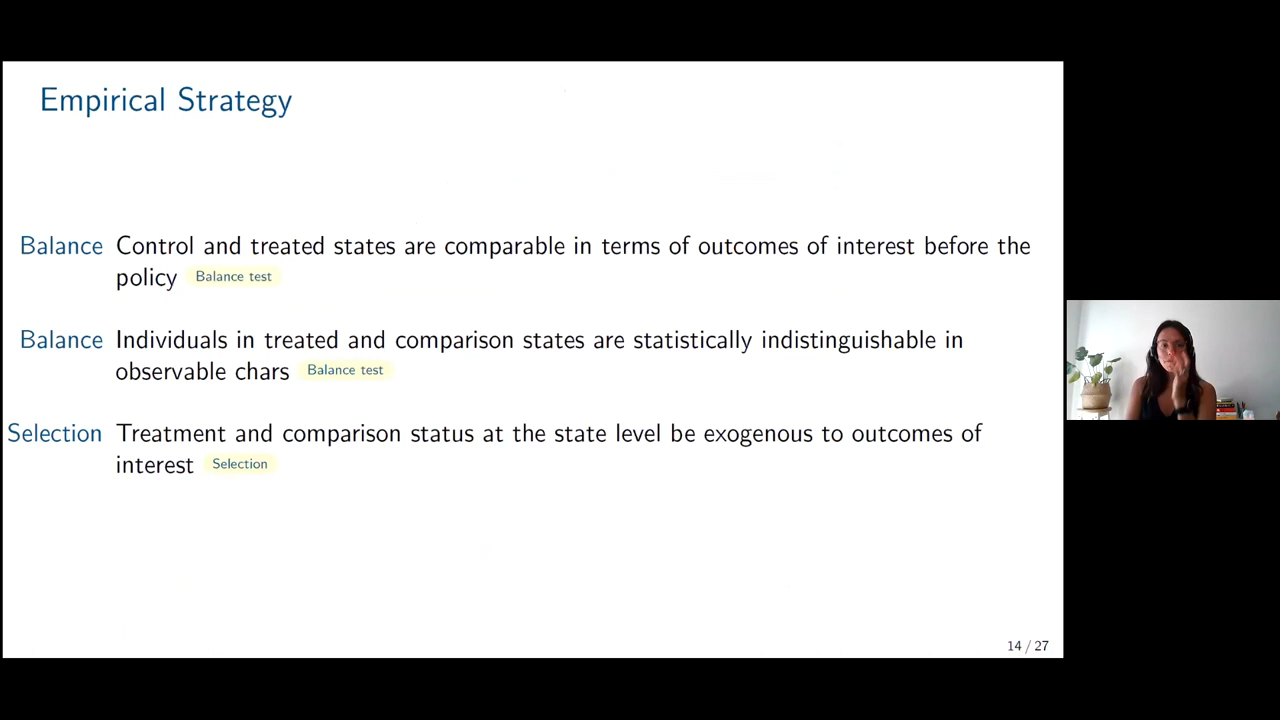 Empirical Strategy
Balance Control and treated states are comparable in terms of outcomes of interest before the
policy Balance test
Balance Individuals in treated and comparison states are statistically indistinguishable in
observable chars Balance test
Selection Treatment and comparison status at the state level be exogenous to outcomes of
interest Selection
14 / 27